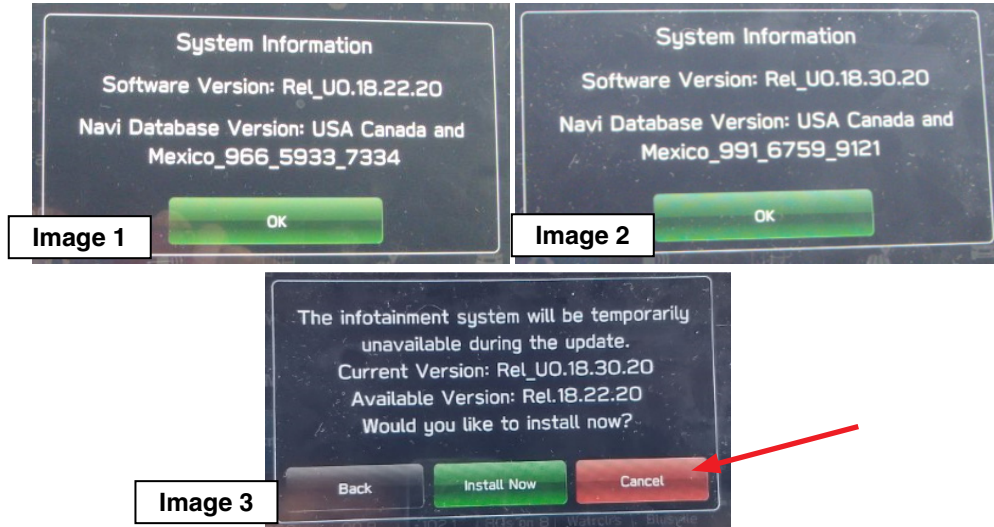 System Information
Software Version: Rel_U0.18.22.20
Navi Database Version: USA Canada and
Mexico_966_5933_7334
OK
Image 1
System Information
Software Version: Rel_U0.18.30.20
Navi Database Version: USA Canada and
Mexico_991_6759_9121
OK
Image 2
The infotainment system will be temporarily
unavailable during the update.
Current Version: Rel_U0.18.30.20
Available Version: Rel.18.22.20
Would you like to install now?
Back
Install Now
Cancel
Image 3